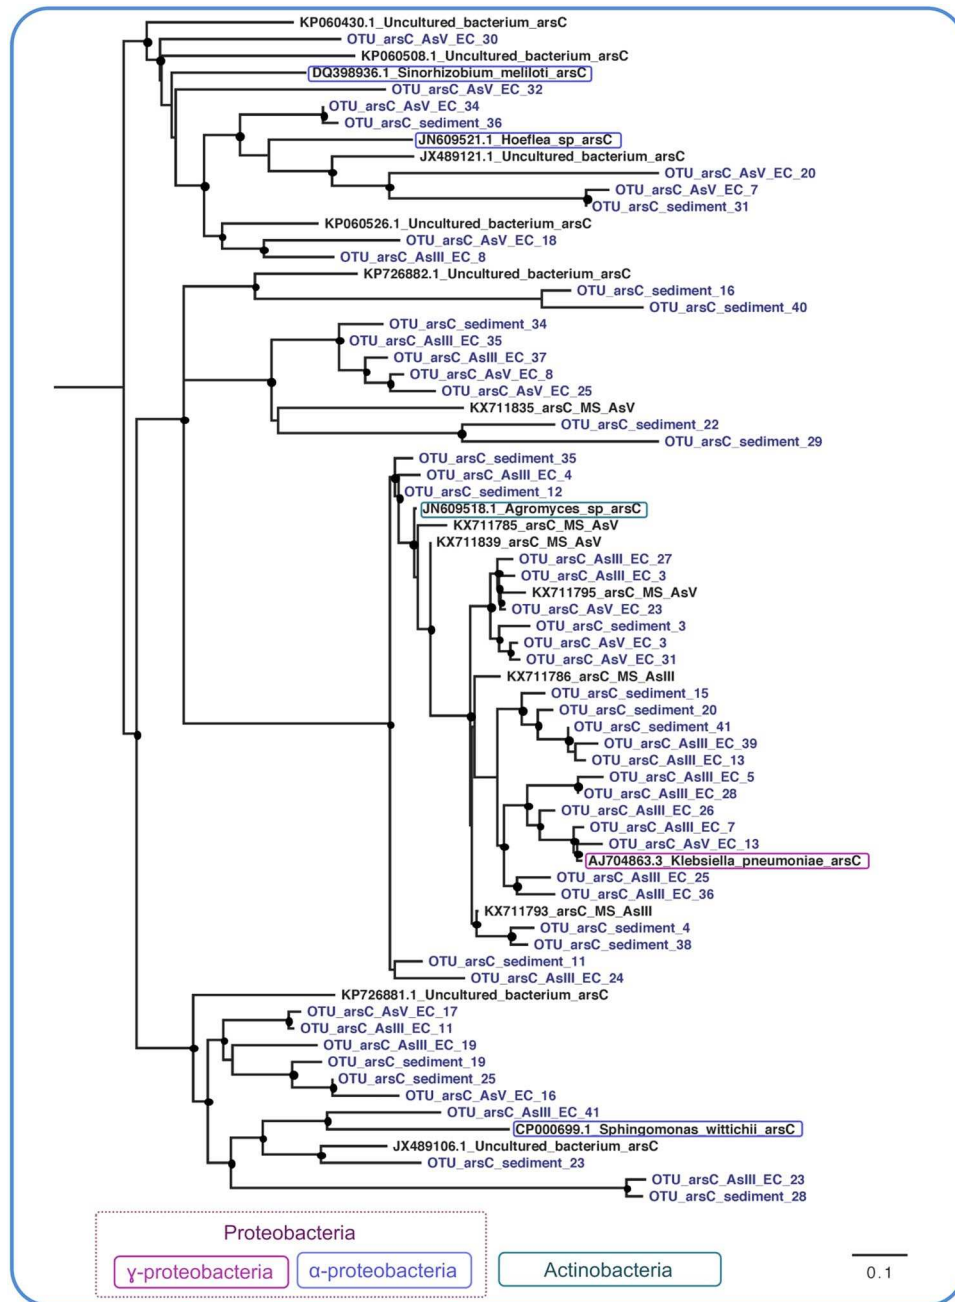 KP060430.1_Uncultured_bacterium_arsC
OTU_arsC_AsV_EC_30
KP060508.1_Uncultured_bacterium_arsC
DQ398936.1_Sinorhizobium_meliloti_arsC
OTU_arsC_AsV_EC_32
OTU_arsC_AsV_EC_34
OTU_arsC_sediment_36
JN609521.1_Hoeflea_sp_arsC
JX489121.1_Uncultured_bacterium_arsC
OTU_arsC_AsV_EC_20
OTU_arsC_AsV_EC_7
OTU_arsC_sediment_31
KP060526.1_Uncultured_bacterium_arsC
OTU_arsC_AsV_EC_18
OTU_arsC_AsIII_EC_8
KP726882.1_Uncultured_bacterium_arsC
OTU_arsC_sediment_16
OTU_arsC_sediment_40
OTU_arsC_sediment_34
OTU_arsC_AsIII_EC_35
OTU_arsC_AsIII_EC_37
OTU_arsC_AsV_EC_8
OTU_arsC_AsV_EC_25
KX711835_arsC_MS_AsV
OTU_arsC_sediment_22
OTU_arsC_sediment_29
OTU_arsC_sediment_35
OTU_arsC_AsIII_EC_4
OTU_arsC_sediment_12
JN609518.1_Agromyces_sp_arsC
KX711785_arsC_MS_AsV
KX711839_arsC_MS_AsV
OTU_arsC_AsIII_EC_27
OTU_arsC_AsIII_EC_3
KX711795_arsC_MS_AsV
OTU_arsC_AsV_EC_23
OTU_arsC_sediment_3
OTU_arsC_AsV_EC_3
OTU_arsC_AsV_EC_31
KX711786_arsC_MS_AsIII
OTU_arsC_sediment_15
OTU_arsC_sediment_20
OTU_arsC_sediment_41
OTU_arsC_AsIII_EC_39
OTU_arsC_AsIII_EC_13
OTU_arsC_AsIII_EC_5
OTU_arsC_AsIII_EC_28
OTU_arsC_AsIII_EC_26
OTU_arsC_AsIII_EC_7
OTU_arsC_AsV_EC_13
AJ704863.3_Klebsiella_pneumoniae_arsC
OTU_arsC_AsIII_EC_25
OTU_arsC_AsIII_EC_36
KX711793_arsC_MS_AsIII
OTU_arsC_sediment_4
OTU_arsC_sediment_38
OTU_arsC_sediment_11
OTU_arsC_AsIII_EC_24
KP726881.1_Uncultured_bacterium_arsC
OTU_arsC_AsV_EC_17
OTU_arsC_AsIII_EC_11
OTU_arsC_AsIII_EC_19
OTU_arsC_sediment_19
OTU_arsC_sediment_25
OTU_arsC_AsV_EC_16
OTU_arsC_AsIII_EC_41
CP000699.1_Sphingomonas_wittichii_arsC
JX489106.1_Uncultured_bacterium_arsC
OTU_arsC_sediment_23
OTU_arsC_AsIII_EC_23
OTU_arsC_sediment_28
Proteobacteria
ɣ-proteobacteria
α-proteobacteria
Actinobacteria
0.1